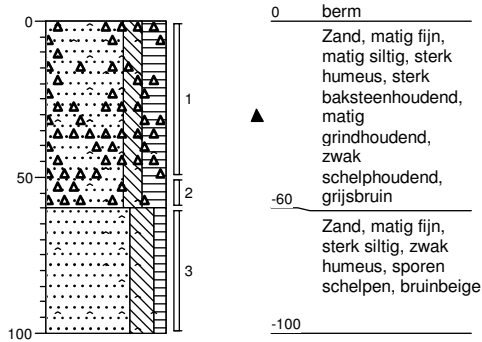 0
50
100
1
2
3
0 berm
Zand, matig fijn,
matig siltig, sterk
humeus, sterk
baksteenhoudend,
matig
grindhoudend,
zwak
schelphoudend,
grijsbruin
-60
Zand, matig fijn,
sterk siltig, zwak
humeus, sporen
schelpen, bruinbeige
-100